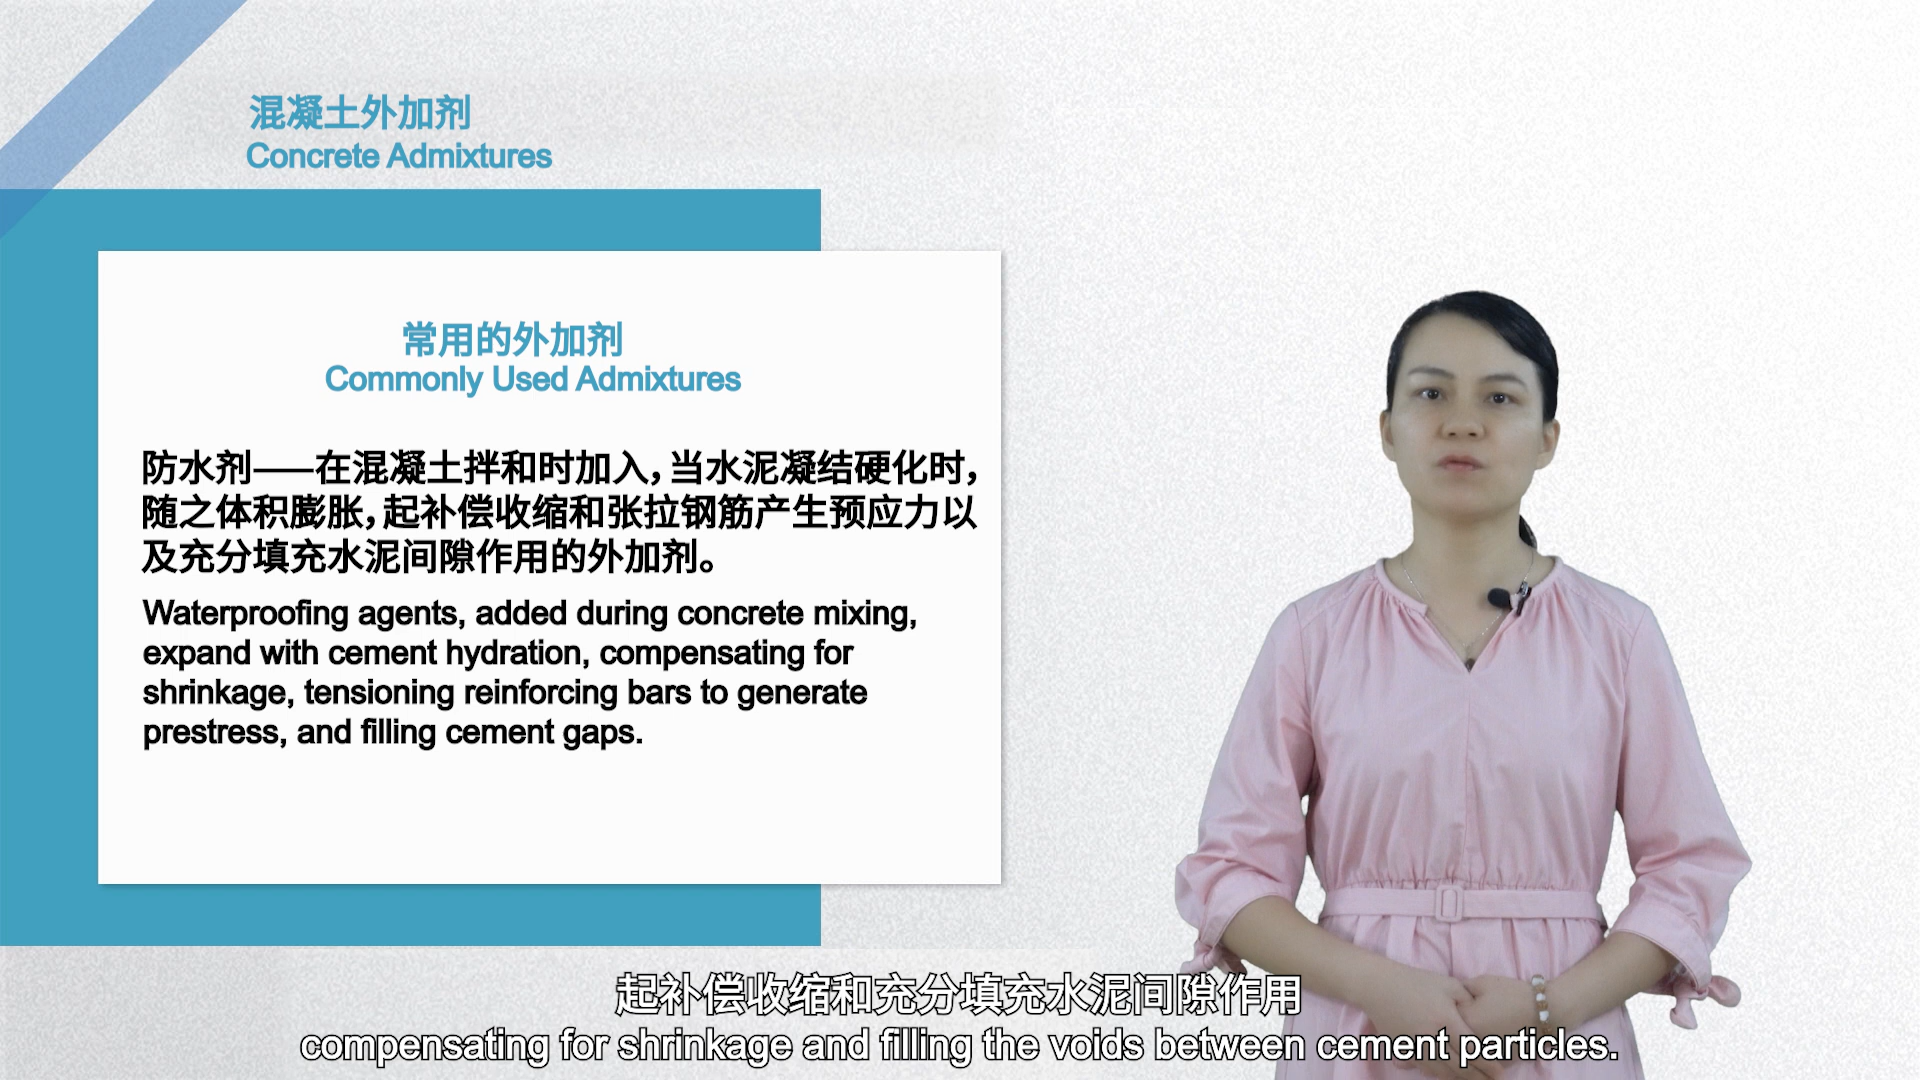 混凝土外加剂
Concrete Admixtures
常用的外加剂
Commonly Used Admixtures
防水剂——在混凝土拌和时加入，当水泥凝结硬化时，
随之体积膨胀，起补偿收缩和张拉钢筋产生预应力以
及充分填充水泥间隙作用的外加剂。
Waterproofing agents, added during concrete mixing,
expand with cement hydration, compensating for
shrinkage, tensioning reinforcing bars to generate
prestress, and filling cement gaps.
起补偿收缩和充分填充水泥间隙作用
compensating for shrinkage and filling the voids between cement particles.